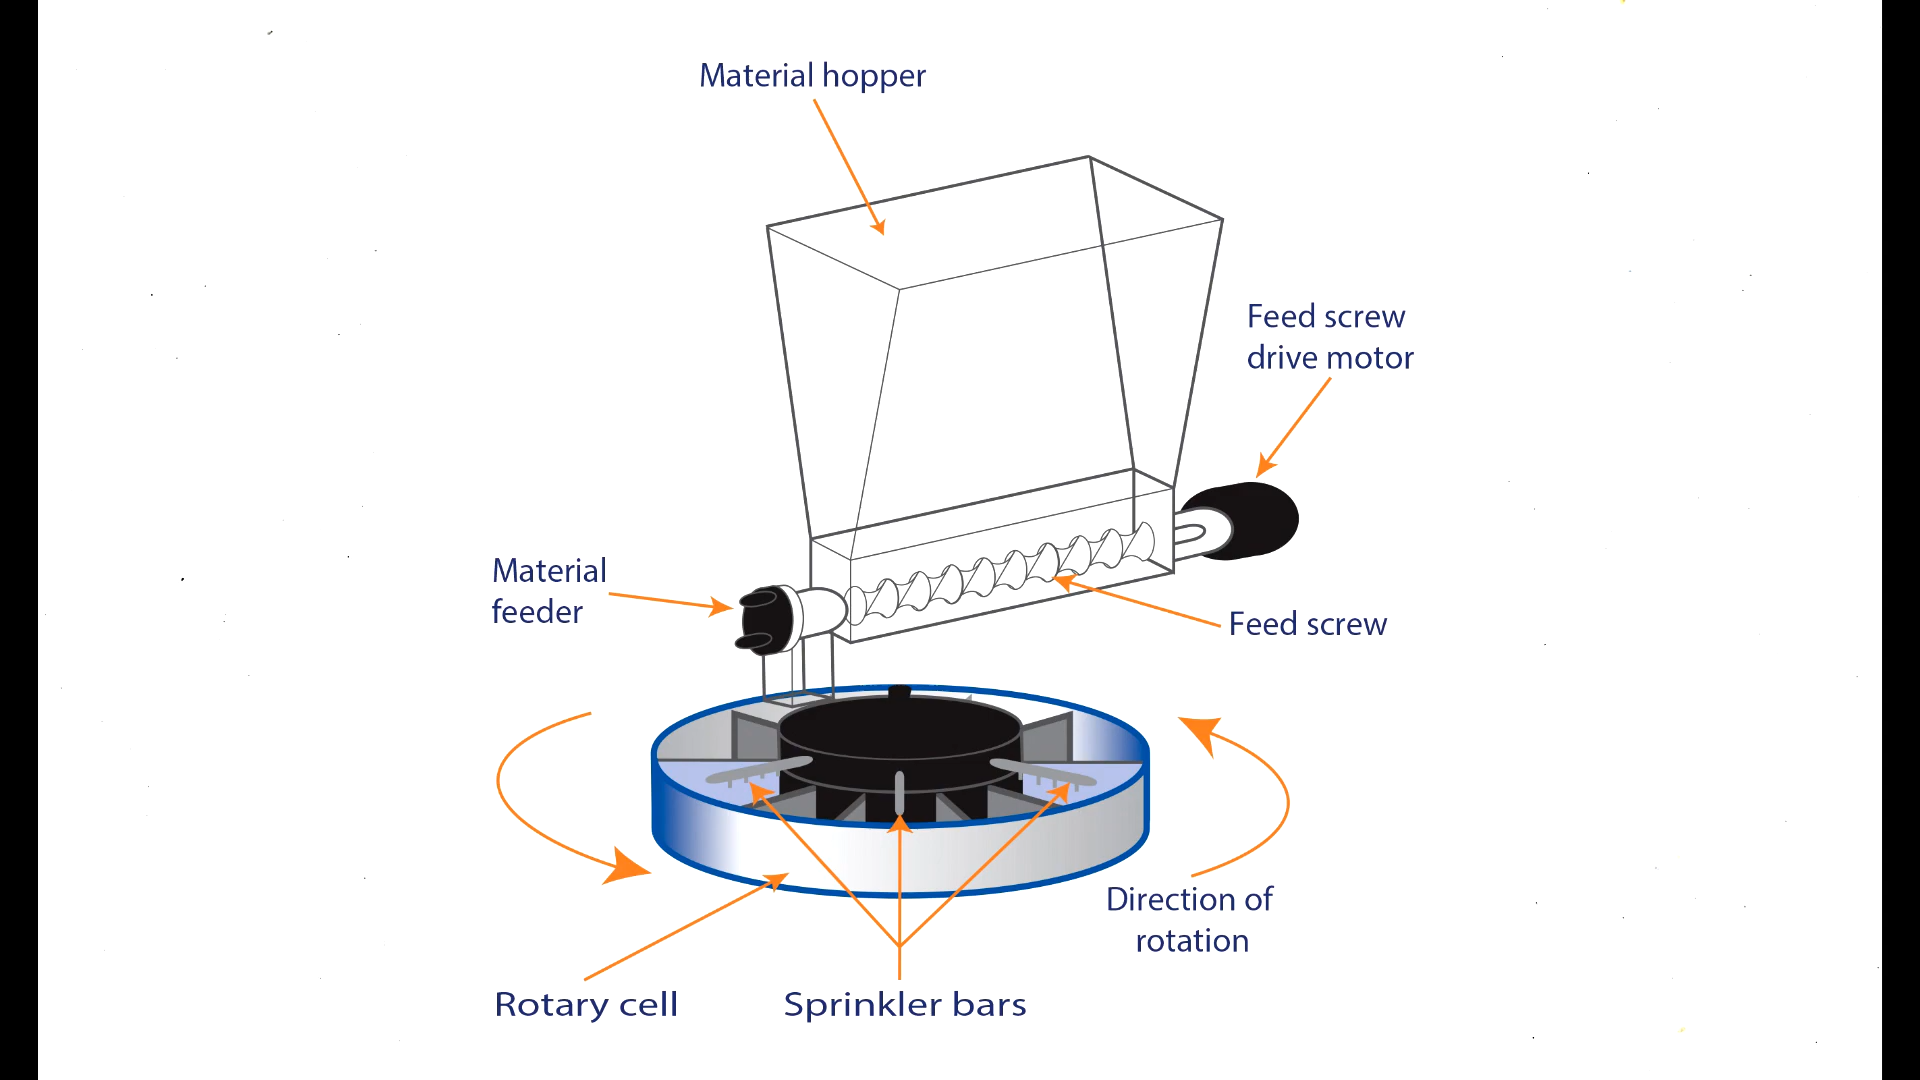 Material hopper
Feed screw
drive motor
Material
feeder
Feed screw
Direction of
rotation
Rotary cell
Sprinkler bars